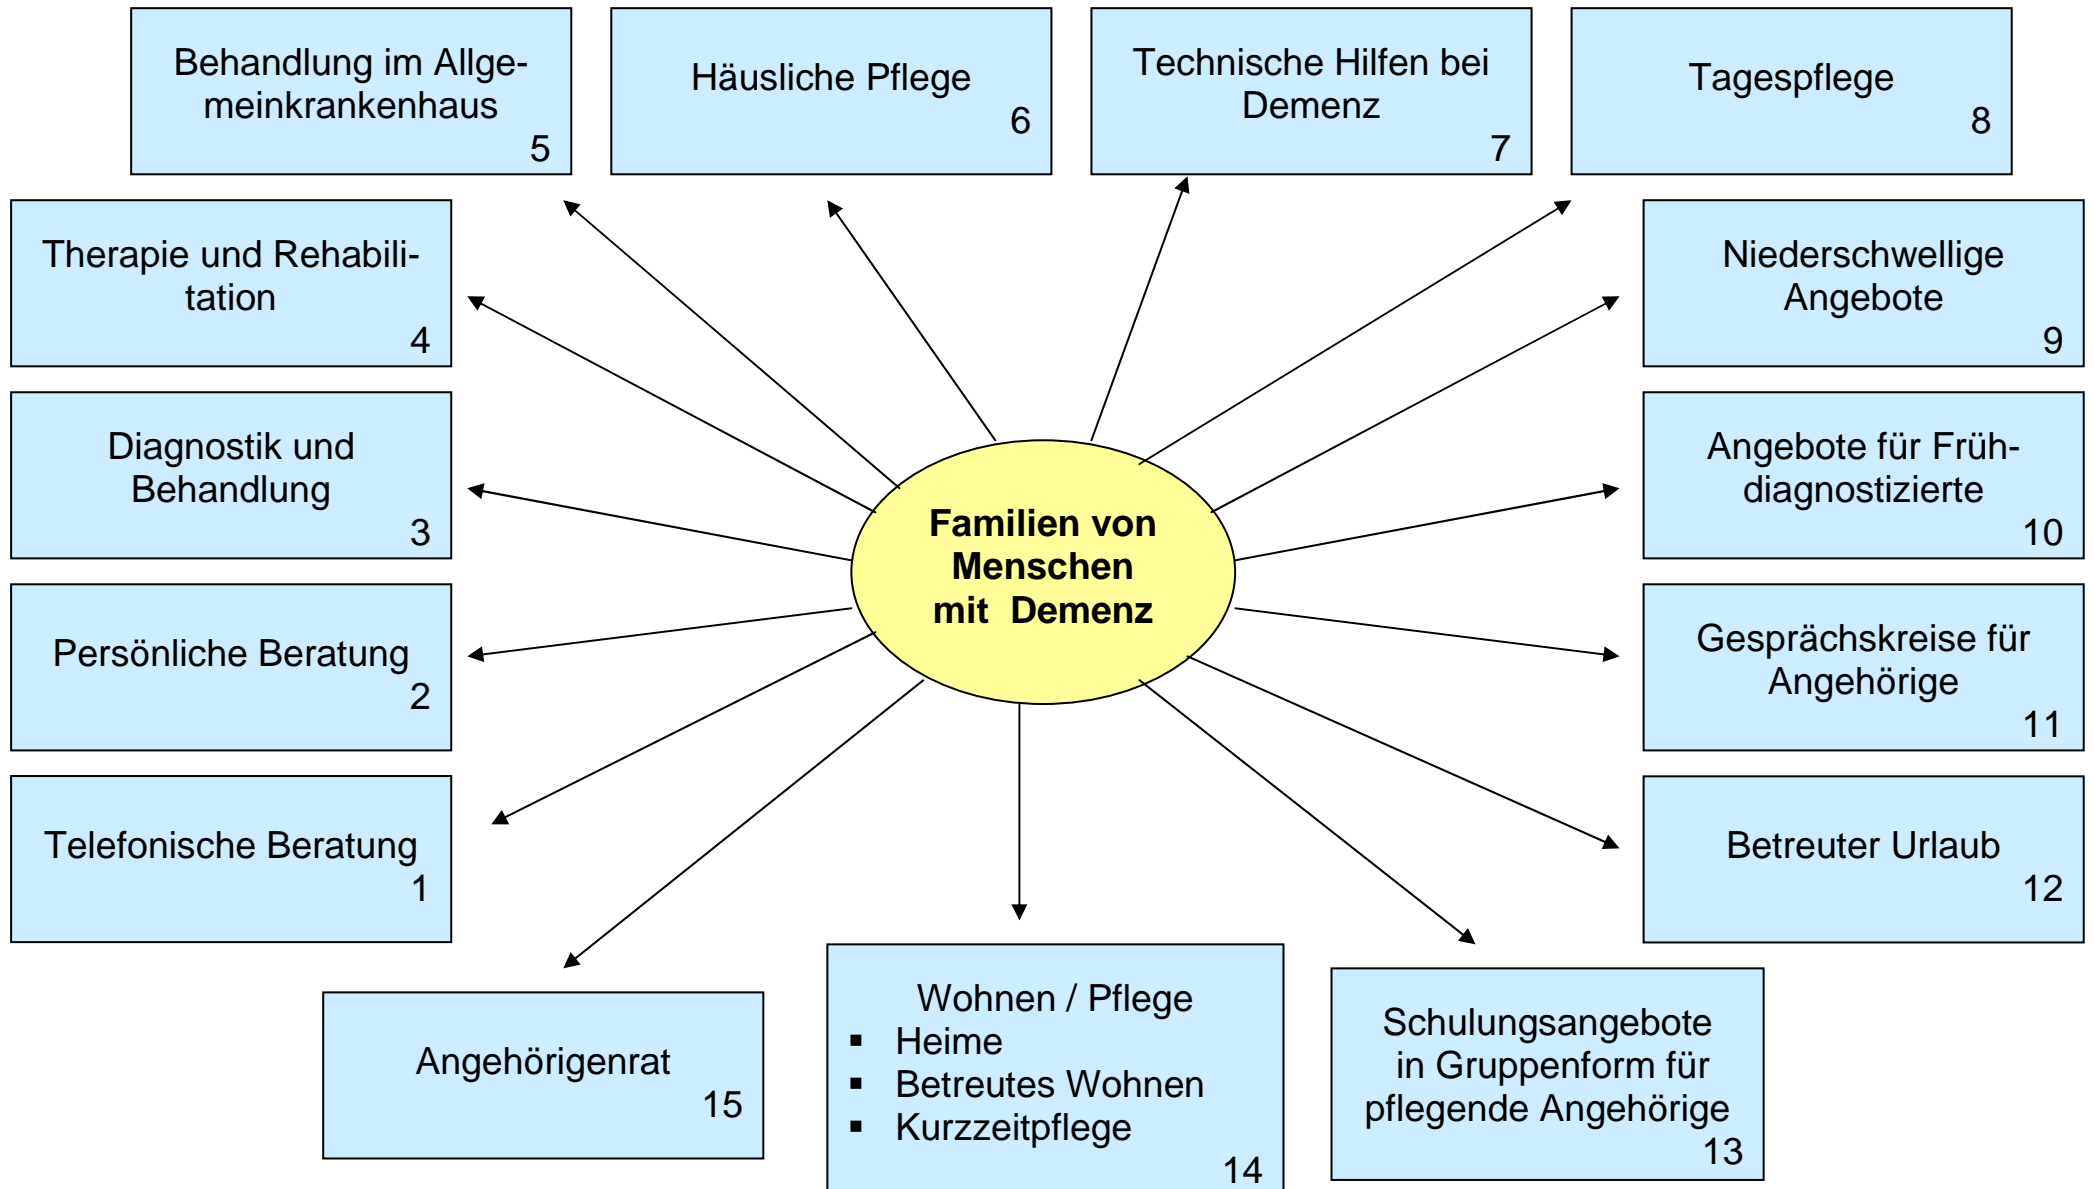 Behandlung im Allge-
meinkrankenhaus
5
Häusliche Pflege
6
Technische Hilfen bei
Demenz
7
Tagespflege
8
Therapie und Rehabili-
tation
4
Niederschwellige
Angebote
9
Diagnostik und
Behandlung
3
Familien von
Menschen
mit  Demenz
Angebote für Früh-
diagnostizierte
10
Persönliche Beratung
2
Gesprächskreise für
Angehörige
11
Telefonische Beratung
1
Betreuter Urlaub
12
Angehörigenrat
15
Wohnen / Pflege
▪ Heime
▪ Betreutes Wohnen
▪ Kurzzeitpflege
14
Schulungsangebote
in Gruppenform für
pflegende Angehörige
13